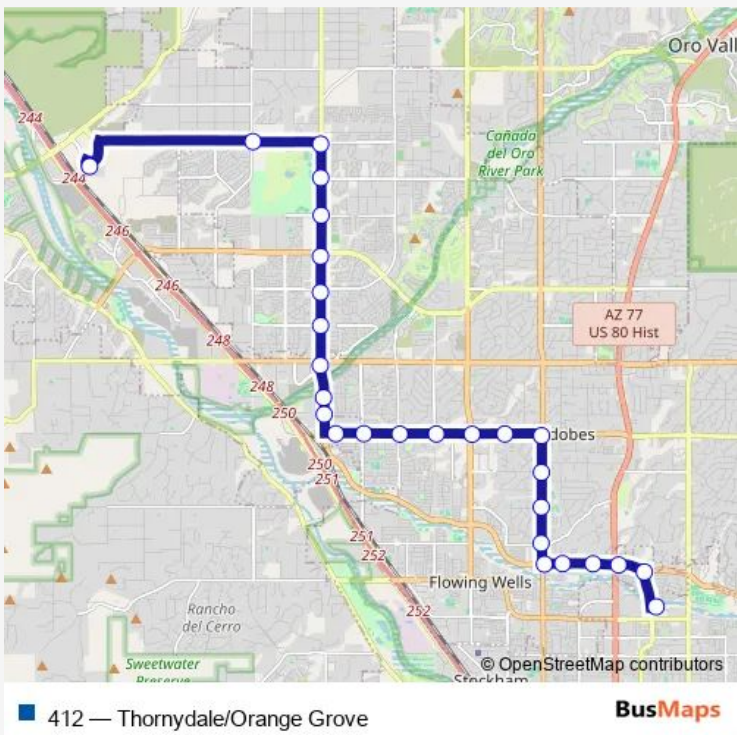 Oro Vall
244
Cañada
del Oro
River Park
244
246
246
AZ 77
US 80 Hist
248
248
250
dobes
250
251
251
252
Flowing Wells
252
Rancho
del Cerro
Sweetwater
Preserve
© OpenStreetMap contributors
Stockham
412 — Thornydale/Orange Grove
BusMaps